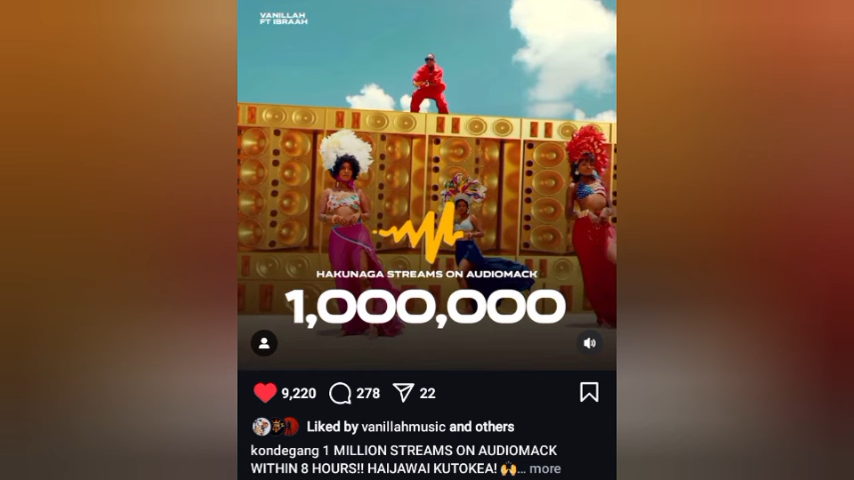 VANILLAH
FT IBRAAH
HAKUNAGA STREAMS ON AUDIOMACK
1,000,000
9,220 278 22
Liked by vanillahmusic and others
kondegang 1 MILLION STREAMS ON AUDIOMACK
WITHIN 8 HOURS!! HAIJAWAI KUTOKEA! 🙌... more